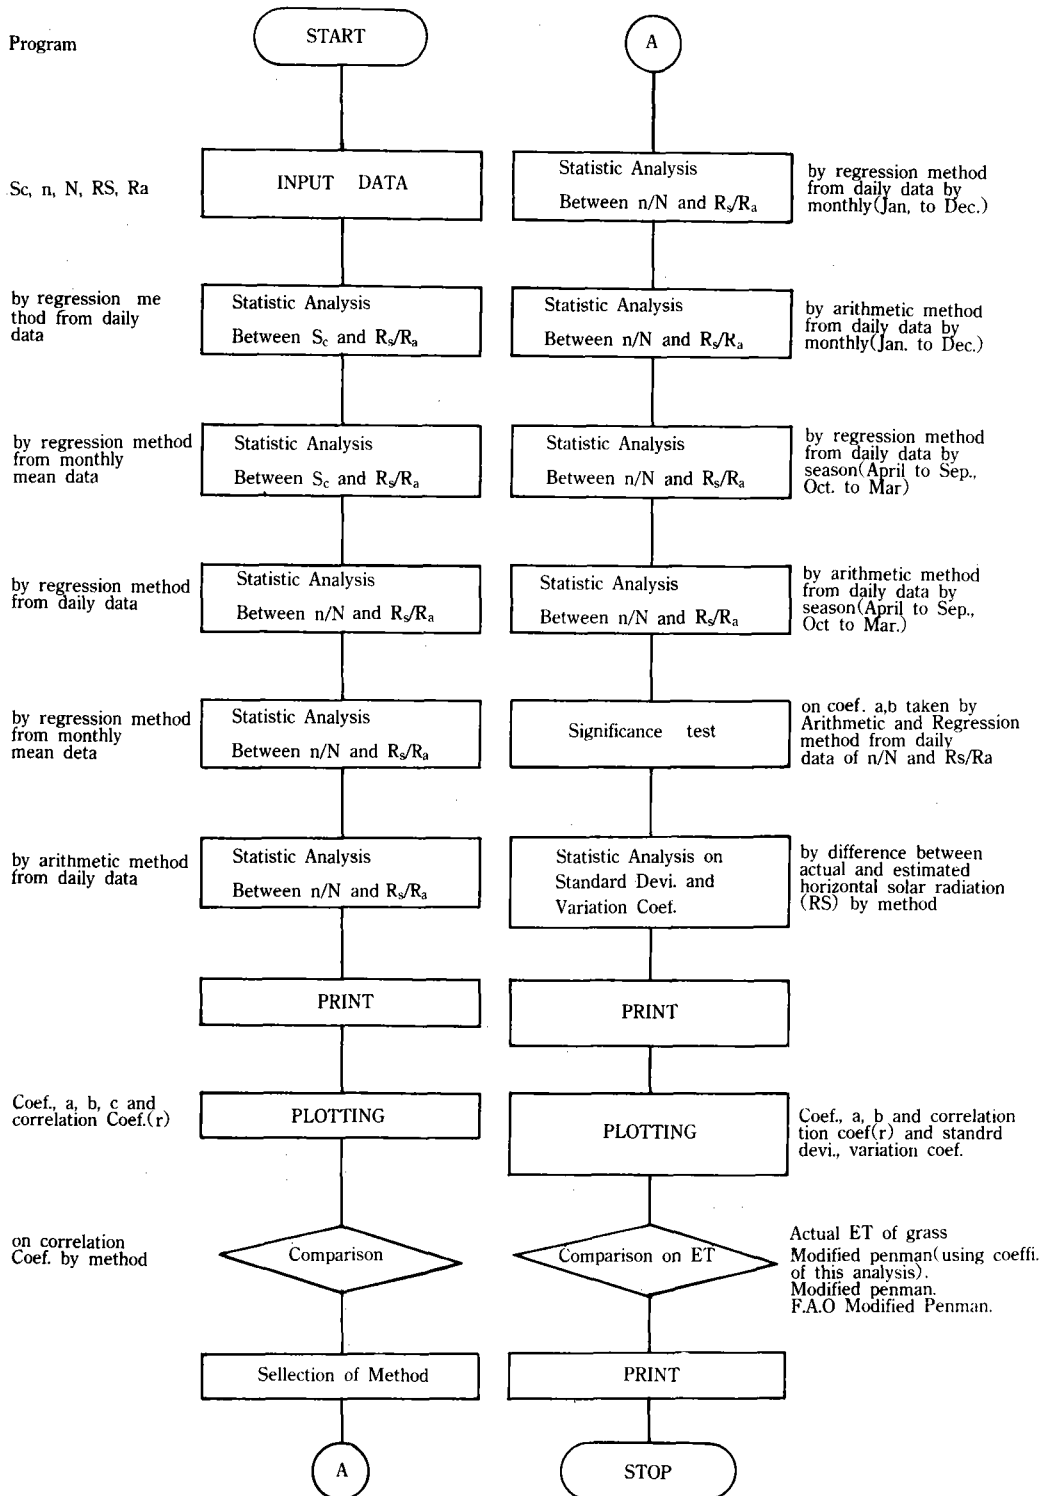 Program
START
Sc, n, N, RS, Ra
INPUT DATA
by regression me
thod from daily
data
Statistic Analysis
Between Sc and Rs/Ra
by regression method
from monthly
mean data
Statistic Analysis
Between Sc and Rs/Ra
by regression method
from daily data
Statistic Analysis
Between n/N and Rs/Ra
by regression method
from monthly
mean deta
Statistic Analysis
Between n/N and Rs/Ra
by arithmetic method
from daily data
Statistic Analysis
Between n/N and Rs/Ra
PRINT
Coef., a, b, c and
correlation Coef.(r)
PLOTTING
on correlation
Coef. by method
Comparison
Sellection of Method
A
A
Statistic Analysis
Between n/N and Rs/Ra
by regression method
from daily data by
monthly(Jan, to Dec.)
Statistic Analysis
Between n/N and Rs/Ra
by arithmetic method
from daily data by
monthly(Jan. to Dec.)
Statistic Analysis
Between n/N and Rs/Ra
by regression method
from daily data by
season(April to Sep.,
Oct. to Mar)
Statistic Analysis
Between n/N and Rs/Ra
by arithmetic method
from daily data by
season(April to Sep.,
Oct to Mar.)
Significance test
on coef. a,b taken by
Arithmetic and Regression
method from daily
data of n/N and Rs/Ra
Statistic Analysis on
Standard Devi. and
Variation Coef.
by difference between
actual and estimated
horizontal solar radiation
(RS) by method
PRINT
PLOTTING
Coef., a, b and correlation
tion coef(r) and standrd
devi., variation coef.
Comparison on ET
Actual ET of grass
Modified penman(using coeffi.
of this analysis).
Modified penman.
F.A.O Modified Penman.
PRINT
STOP